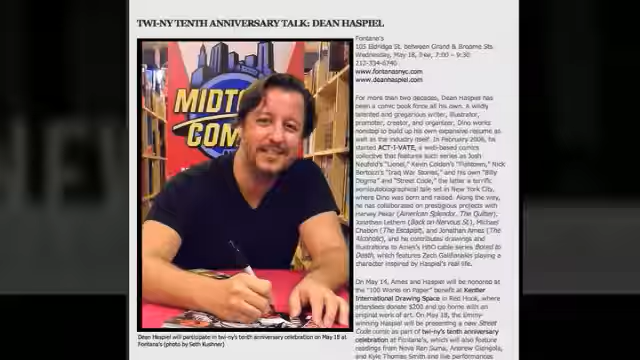 TWI-NY TENTH ANNIVERSARY TALK: DEAN HASPIEL
MIDTO
COM
Dean Haspiel will participate in twi-ny's tenth anniversary celebration on May 18 at
Fontana's (photo by Seth Kushner)
Fontana's
105 Eldridge St. between Grand & Broome Sts.
Wednesday, May 18, free, 7:00 – 9:30
212-334-6740
www.fontanasnyc.com
www.deanhaspiel.com
For more than two decades, Dean Haspiel has
been a comic book force all his own. A wildly
talented and gregarious writer, illustrator,
promoter, creator, and organizer, Dino works
nonstop to build up his own expansive resume as
well as the industry itself. In February 2006, he
started ACT-I-VATE, a web-based comics
collective that features such series as Josh
Neufeld's "Lionel," Kevin Colden's "Fishtown," Nick
Bertozzi's "Iraq War Stories," and his own "Billy
Dogma" and "Street Code," the latter a terrific
semiautobiographical tale set in New York City,
where Dino was born and raised. Along the way,
he has collaborated on prestigious projects with
Harvey Pekar (American Splendor, The Quitter),
Jonathan Lethem (Back on Nervous St.), Michael
Chabon (The Escapist), and Jonathan Ames (The
Alcoholic), and he contributes drawings and
illustrations to Ames's HBO cable series Bored to
Death, which features Zach Galifianakis playing a
character inspired by Haspiel's real life.
On May 14, Ames and Haspiel will be honored at
the "100 Works on Paper" benefit at Kentler
International Drawing Space in Red Hook, where
attendees donate $200 and go home with an
original work of art. On May 18, the Emmy-
winning Haspiel will be presenting a new Street
Code comic as part of twi-ny's tenth anniversary
celebration at Fontana's, which will also feature
readings from Nova Ren Suma, Andrew Giangola,
and Kyle Thomas Smith and live performances